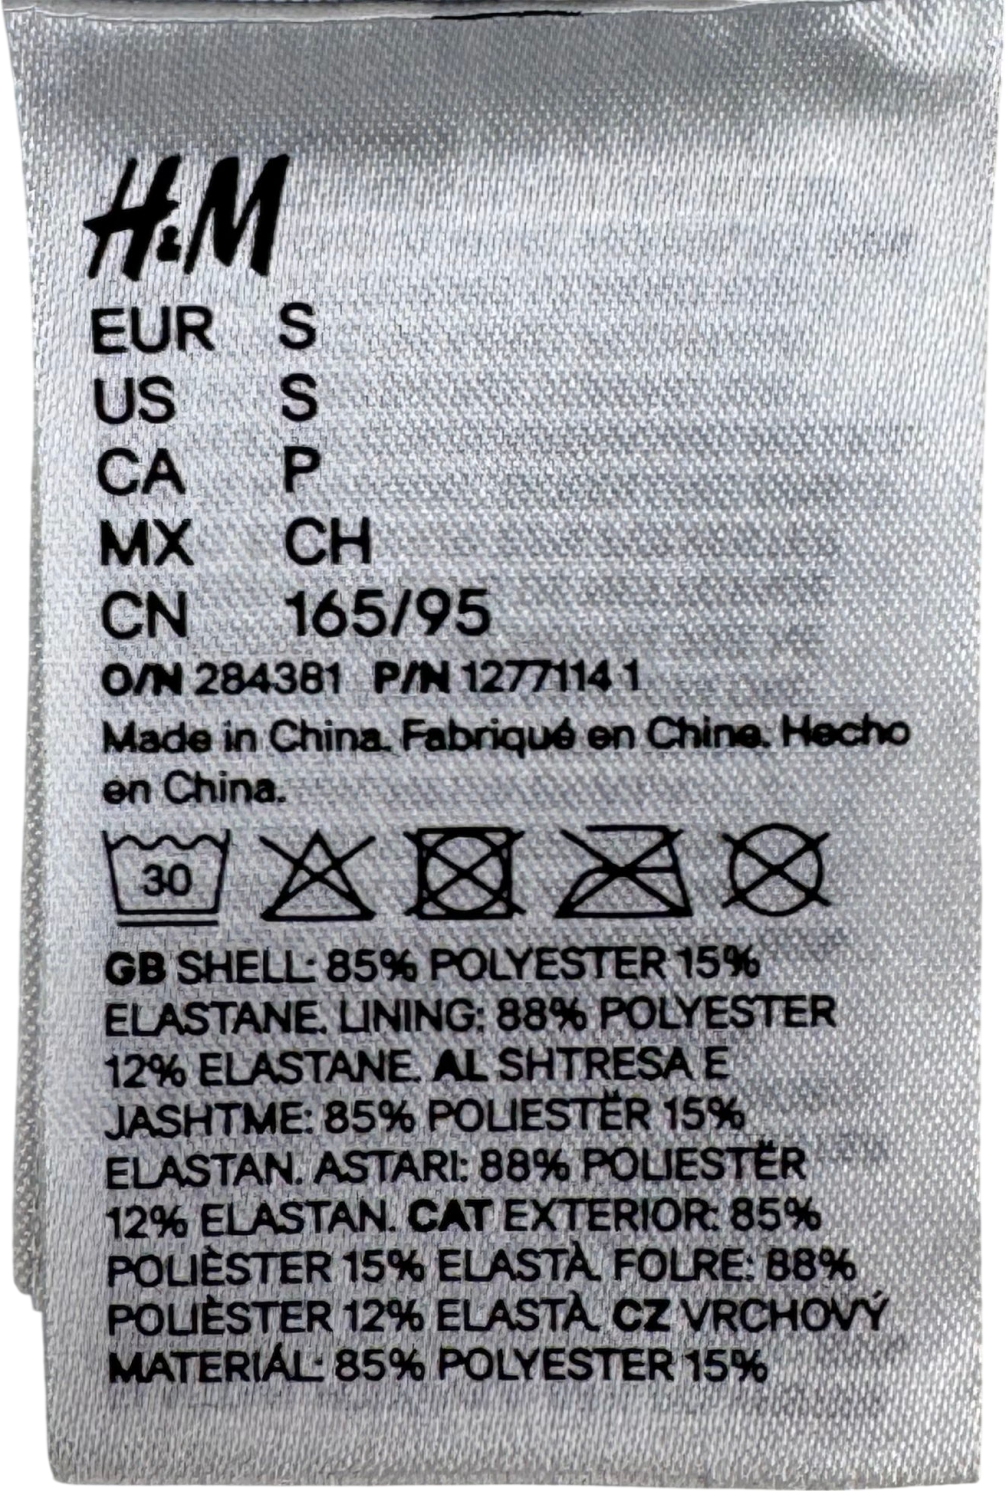 H&M
EUR S
US S
CA P
MX CH
CN 165/95
O/N 284381 P/N 1277114 1
Made in China. Fabriqué en Chine. Hecho
en China.
30
GB SHELL: 85% POLYESTER 15%
ELASTANE. LINING: 88% POLYESTER
12% ELASTANE. AL SHTRESA E
JASHTME: 85% POLIESTËR 15%
ELASTAN. ASTARI: 88% POLIESTËR
12% ELASTAN. CAT EXTERIOR: 85%
POLIÈSTER 15% ELASTÀ. FOLRE: 88%
POLIÈSTER 12% ELASTÀ. CZ VRCHOVÝ
MATERIÁL: 85% POLYESTER 15%